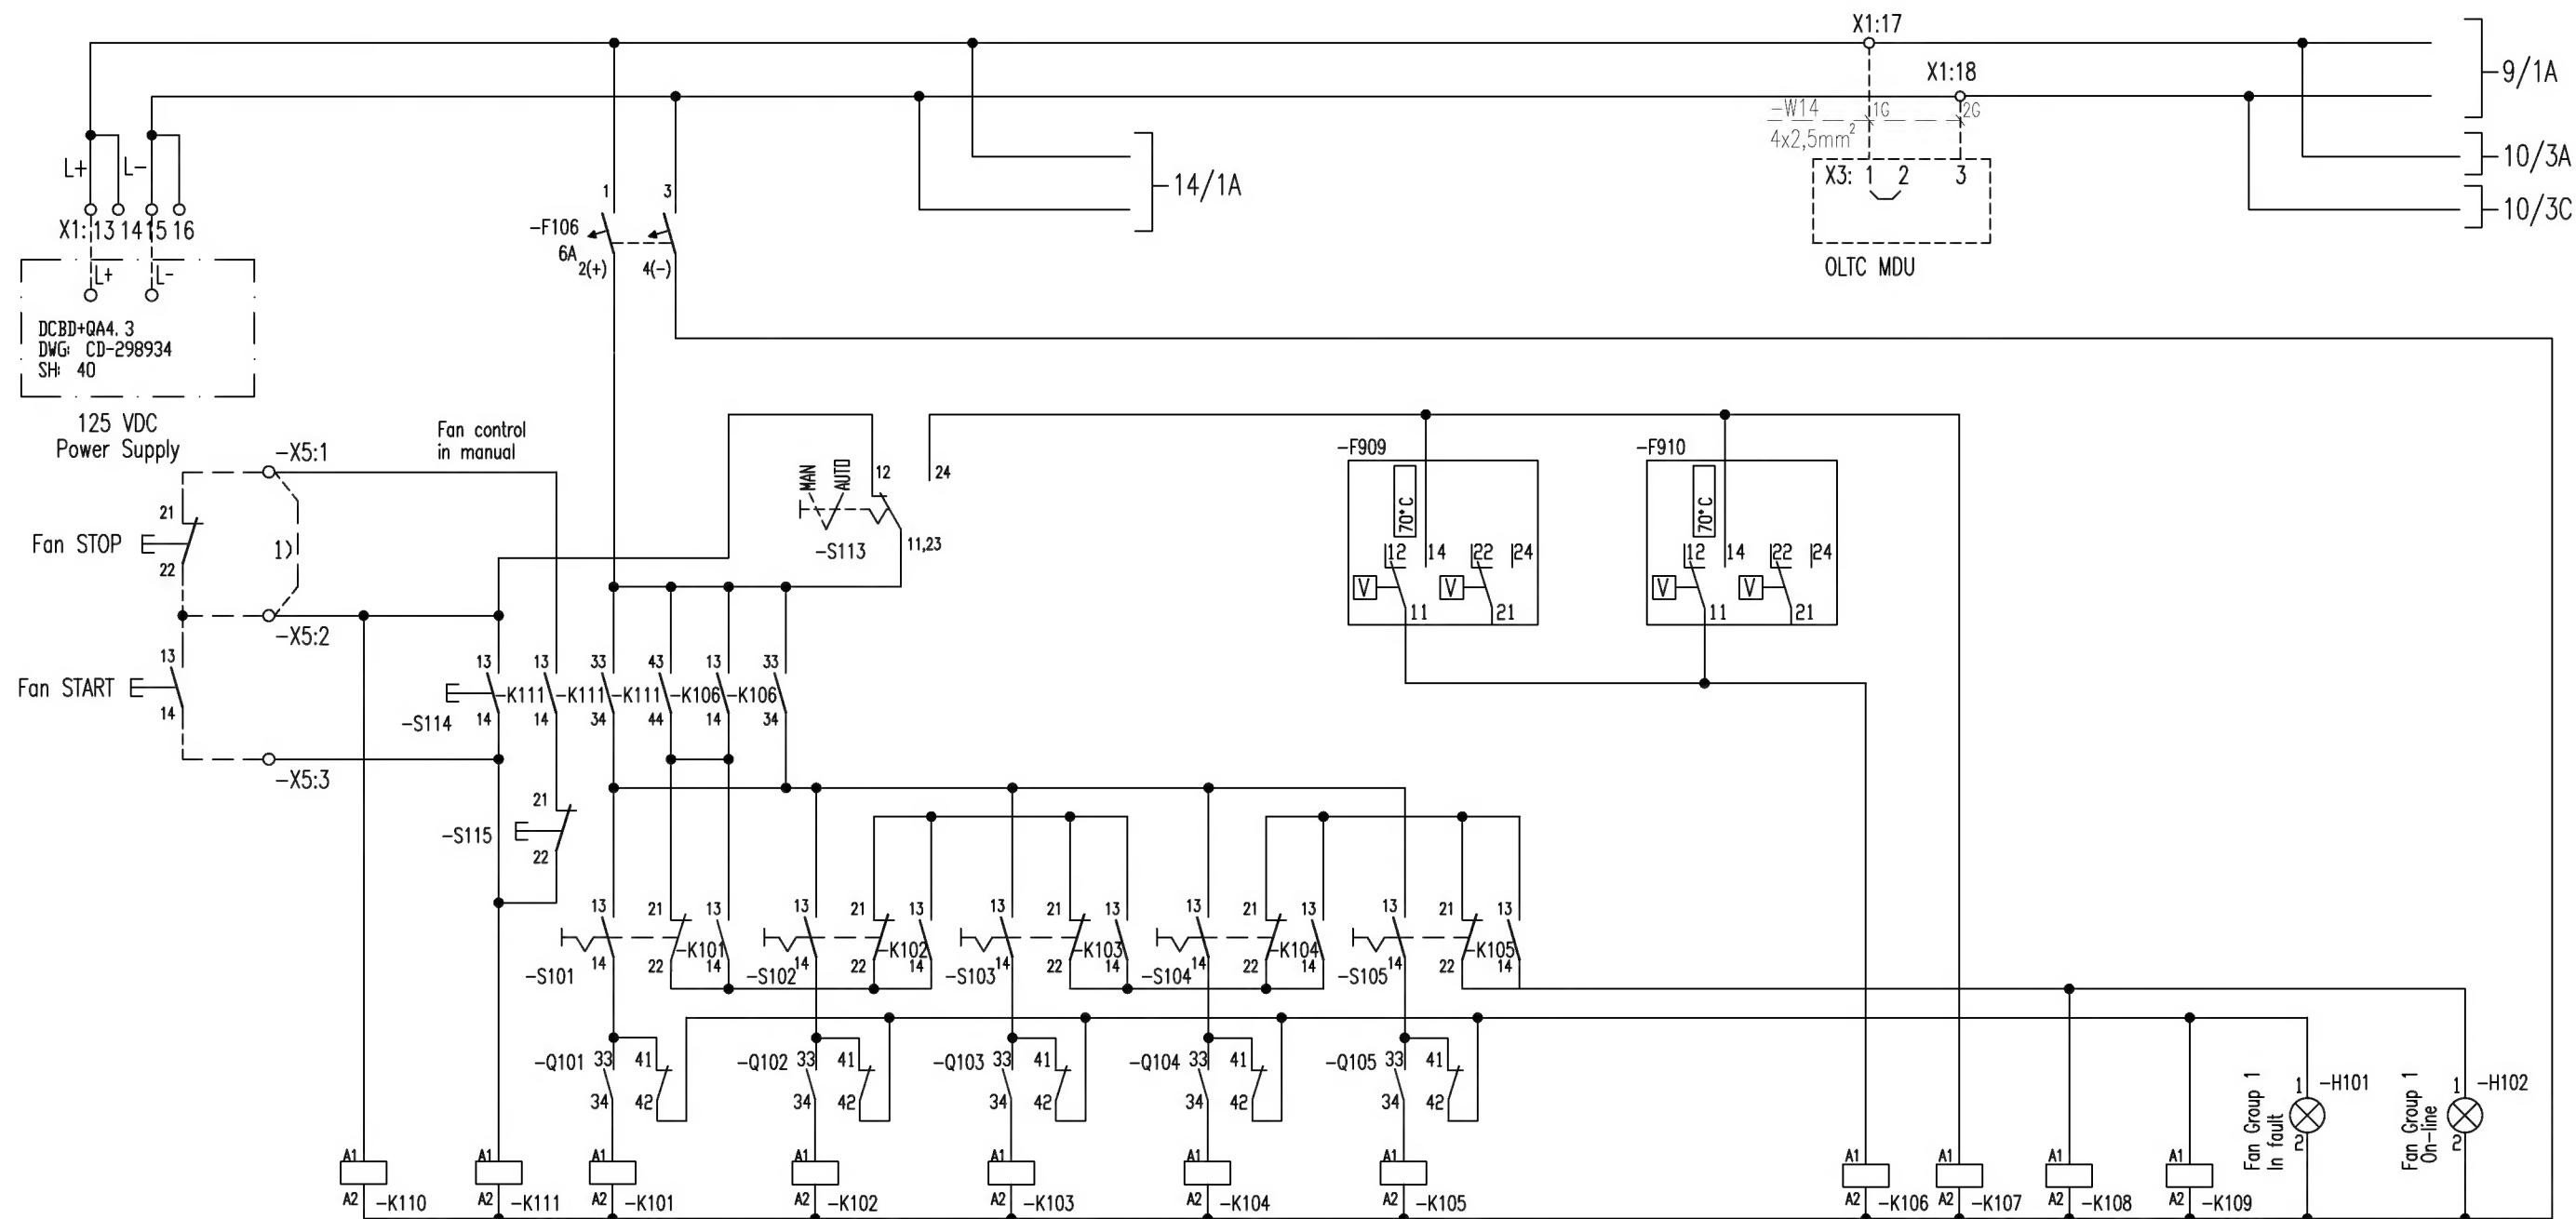 X1:17
X1:18
9/1A
-W14
1G
2G
4x2,5mm²
10/3A
X3: 1 2 3
10/3C
OLTC MDU
L+
L-
X1: 13 14 15 16
L+
L-
DCBD+QA4.3
DWG: CD-298934
SH: 40
125 VDC
Power Supply
1
3
-F106
6A
2(+)
4(-)
14/1A
Fan control
in manual
-X5:1
21
Fan STOP
22
1)
-X5:2
13
Fan START
14
-X5:3
MAN
AUTO
12
24
-S113
11,23
-F909
70°C
12 14 22 24
V
V
11
21
-F910
70°C
12 14 22 24
V
V
11
21
13 13 33 43 13 33
-K111 -K111 -K111 -K106 -K106
-S114
14 14 34 44 14 34
21
-S115
22
13 21 13 13 21 13 13 21 13 13 21 13 13 21 13
-K101 -K102 -K103 -K104 -K105
14 22 14 14 22 14 14 22 14 14 22 14 14 22 14
-S101 -S102 -S103 -S104 -S105
-Q101 33 41 -Q102 33 41 -Q103 33 41 -Q104 33 41 -Q105 33 41
34 42 34 42 34 42 34 42 34 42
Fan Group 1
In fault
1
-H101
2
Fan Group 1
On-line
1
-H102
2
A1 A1 A1 A1 A1 A1 A1 A1 A1 A1 A1
A2 -K110 A2 -K111 A2 -K101 A2 -K102 A2 -K103 A2 -K104 A2 -K105 A2 -K106 A2 -K107 A2 -K108 A2 -K109